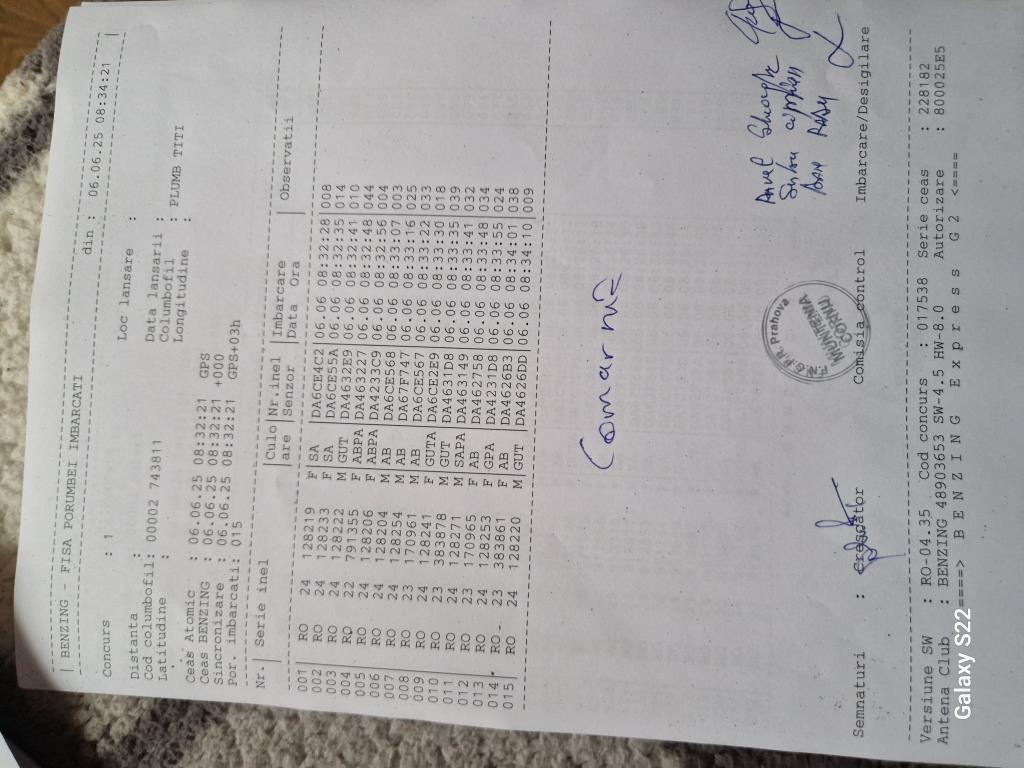 | BENZING - FISA PORUMBEI IMBARCATI din : 06.06.25 08:34:21 |
Concurs : 1
Loc lansare :
Distanta :
Cod columbofil: 00002 743811 Data lansarii :
Latitudine : Columbofil : PLUMB TITI
Longitudine :
Ceas Atomic : 06.06.25 08:32:21 GPS
Ceas BENZING : 06.06.25 08:32:21 +000
Sincronizare : 06.06.25 08:32:21 GPS+03h
Por. imbarcati: 015
Nr.| Serie inel |Culo|Nr.inel |Imbarcare | Observatii
|are |Senzor |Data Ora |
001| RO 24 128219 F|SA |DA6CE4C2|06.06 08:32:28|008
002| RO 24 128233 F|SA |DA6CE55A|06.06 08:32:35|014
003| RO 24 128222 M|GUT |DA4632E9|06.06 08:32:41|010
004| RO 22 791355 F|ABPA|DA463227|06.06 08:32:48|044
005| RO 24 128206 F|ABPA|DA4233C9|06.06 08:32:56|004
006| RO 24 128204 M|AB |DA6CE568|06.06 08:33:07|003
007| RO 24 128254 M|AB |DA67F747|06.06 08:33:16|025
008| RO 23 170961 M|AB |DA6CE567|06.06 08:33:22|033
009| RO 24 128241 F|GUTA|DA6CE2E9|06.06 08:33:30|018
010| RO 23 383878 M|GUT |DA4631D8|06.06 08:33:35|039
011| RO 24 128271 M|SAPA|DA463149|06.06 08:33:41|032
012| RO 23 170965 F|AB |DA462758|06.06 08:33:48|034
013| RO 24 128253 F|GPA |DA4231D8|06.06 08:33:55|024
014| RO 23 383861 F|AB |DA4626B3|06.06 08:34:01|038
015| RO 24 128220 M|GUT |DA4626DD|06.06 08:34:10|009
Comarnic
F.N.C.P.R. Prahova
MUNTENIA
CORNU
Semnaturi : Crescator Comisia control Imbarcare/Desigilare
Versiune SW : RO-04.35 Cod concurs : 017538 Serie ceas : 228182
Antena Club : BENZING 48903653 SW-4.5 HW-8.0 Autorizare : 800025E5
====> B E N Z I N G E x p r e s s G 2 <====
Galaxy S22